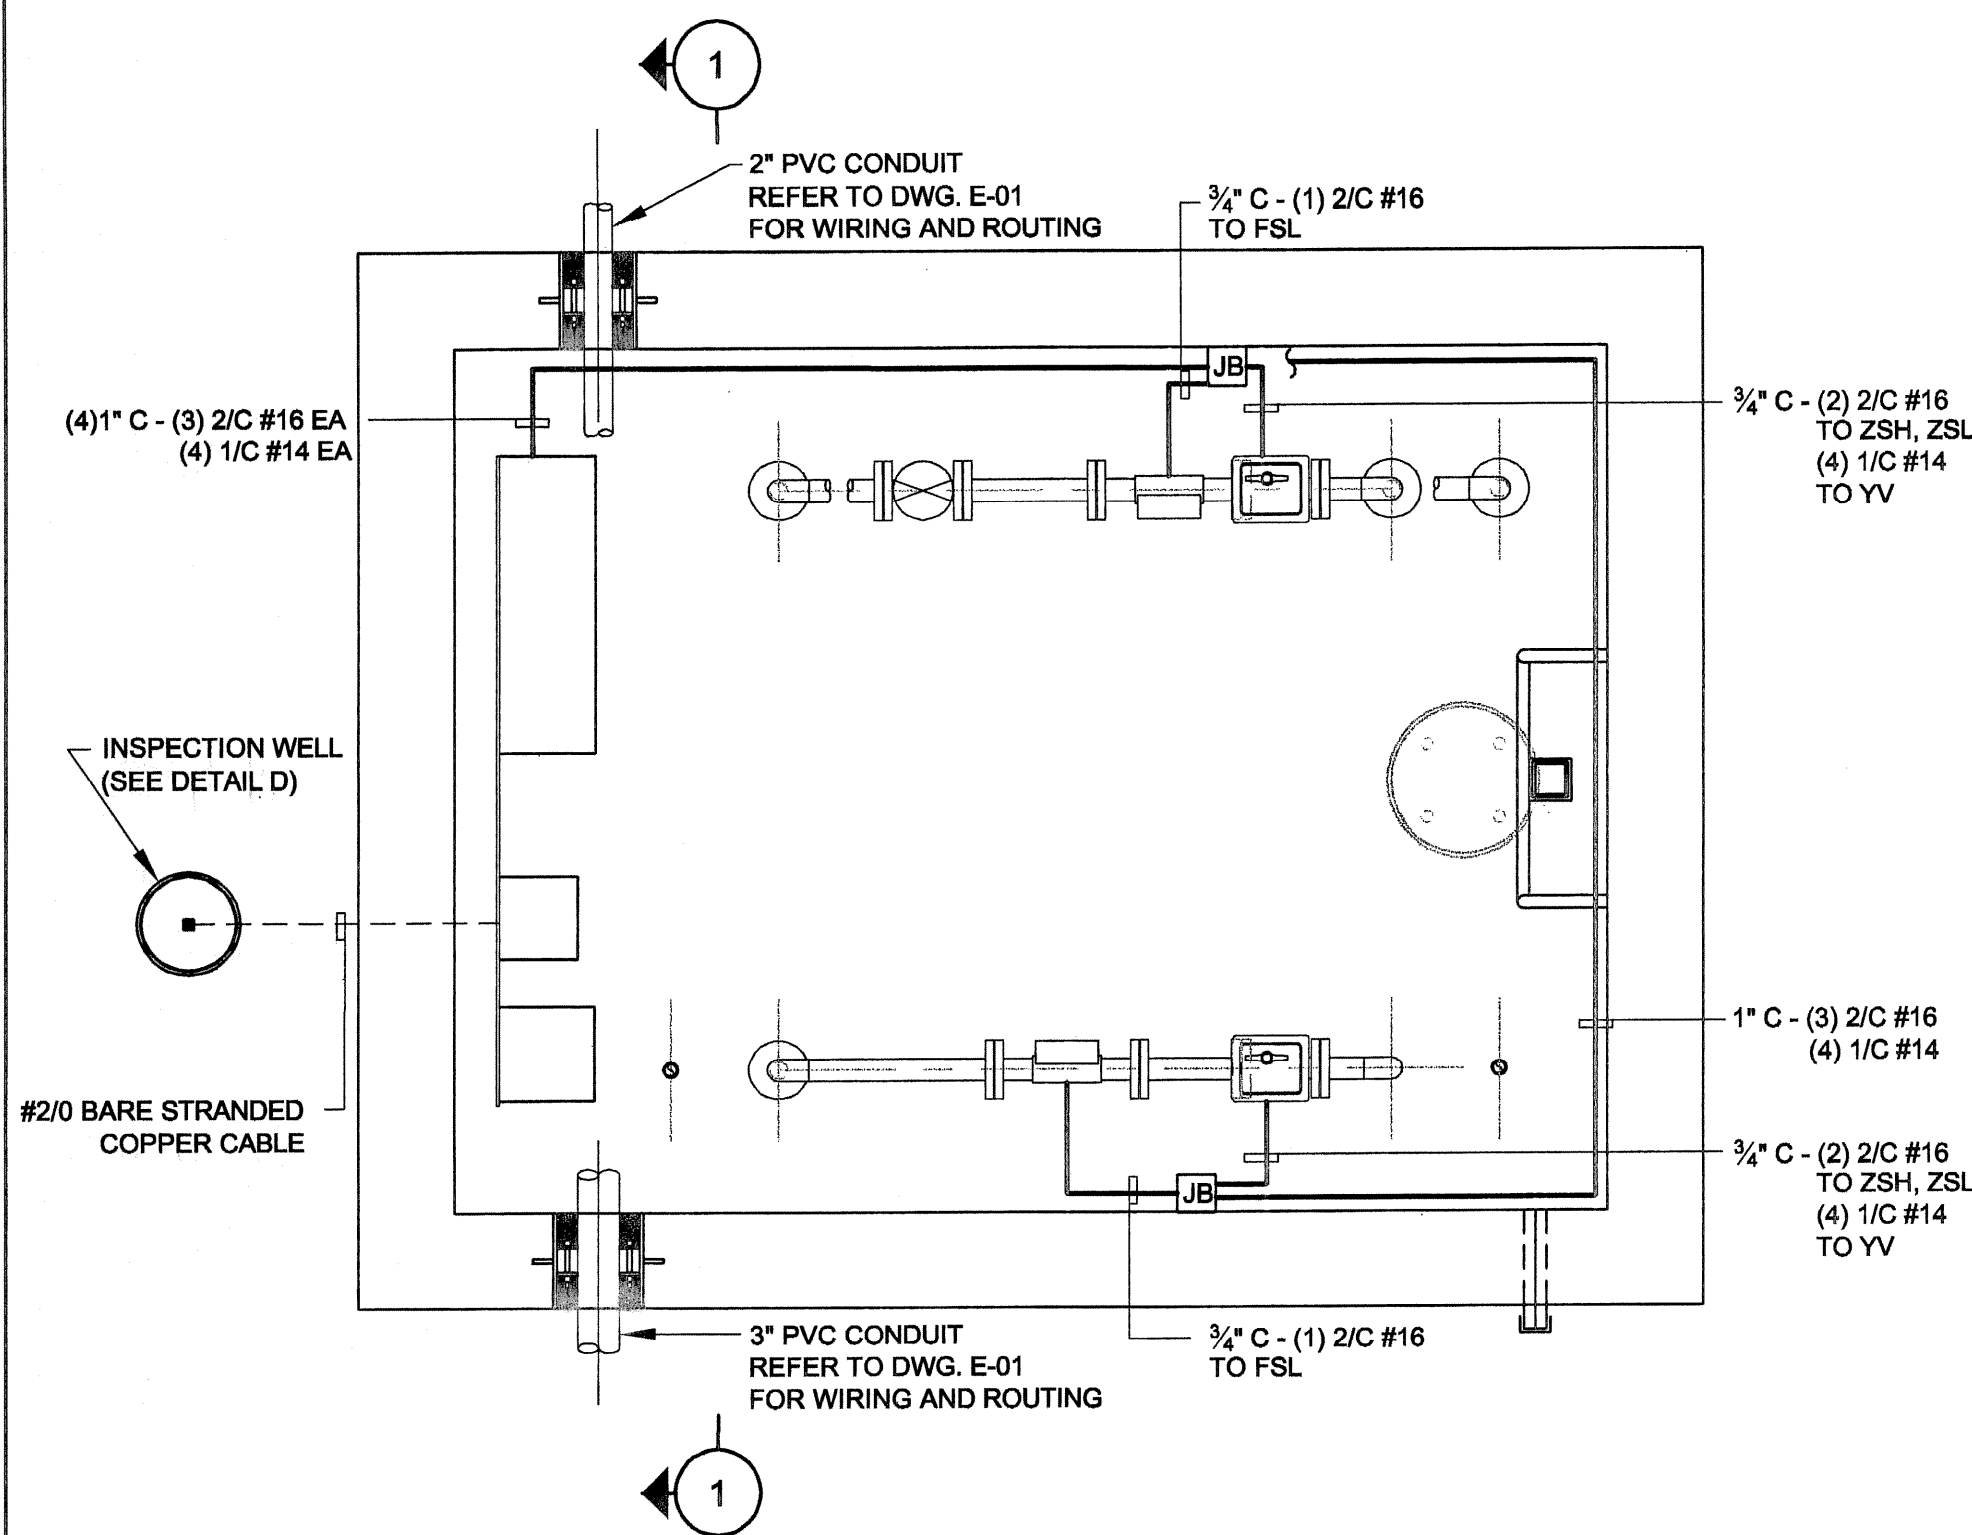 1
2" PVC CONDUIT
REFER TO DWG. E-01
FOR WIRING AND ROUTING
¾" C - (1) 2/C #16
TO FSL
JB
¾" C - (2) 2/C #16
TO ZSH, ZSL
(4) 1/C #14
TO YV
(4)1" C - (3) 2/C #16 EA
(4) 1/C #14 EA
INSPECTION WELL
(SEE DETAIL D)
#2/0 BARE STRANDED
COPPER CABLE
1" C - (3) 2/C #16
(4) 1/C #14
¾" C - (2) 2/C #16
TO ZSH, ZSL
(4) 1/C #14
TO YV
JB
3" PVC CONDUIT
REFER TO DWG. E-01
FOR WIRING AND ROUTING
¾" C - (1) 2/C #16
TO FSL
1